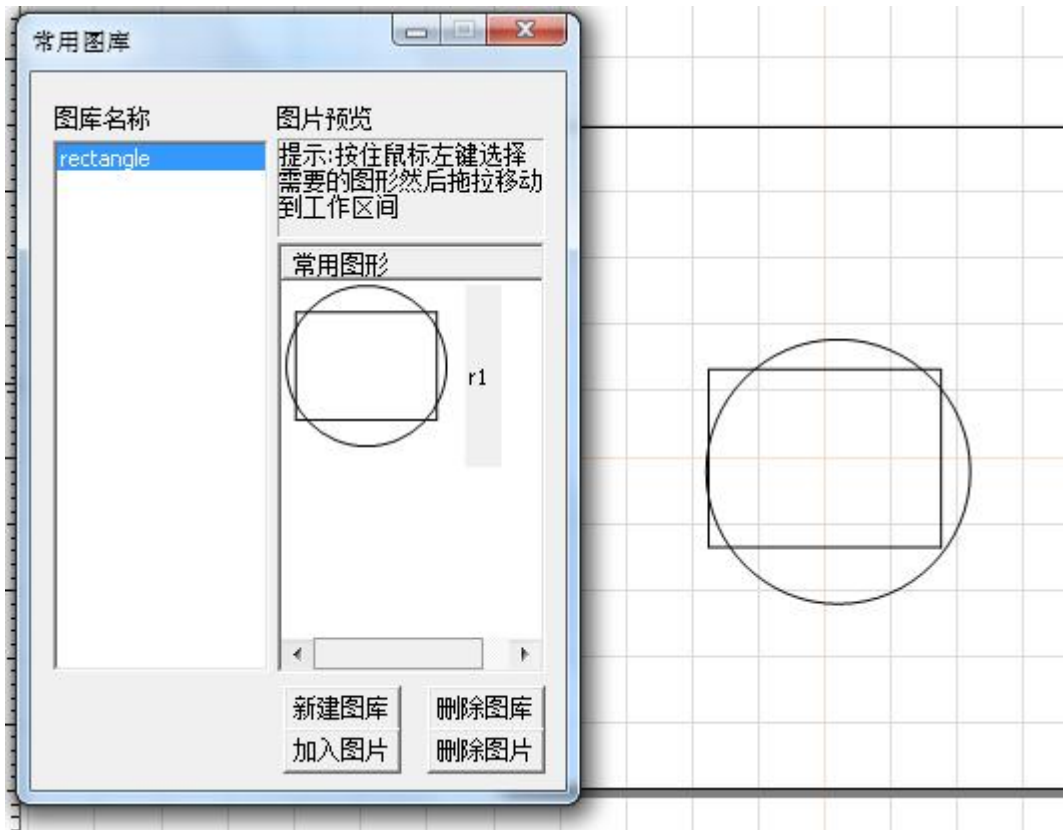 常用图库
图库名称
rectangle
图片预览
提示:按住鼠标左键选择
需要的图形然后拖拉移动
到工作区间
常用图形
r1
新建图库
删除图库
加入图片
删除图片